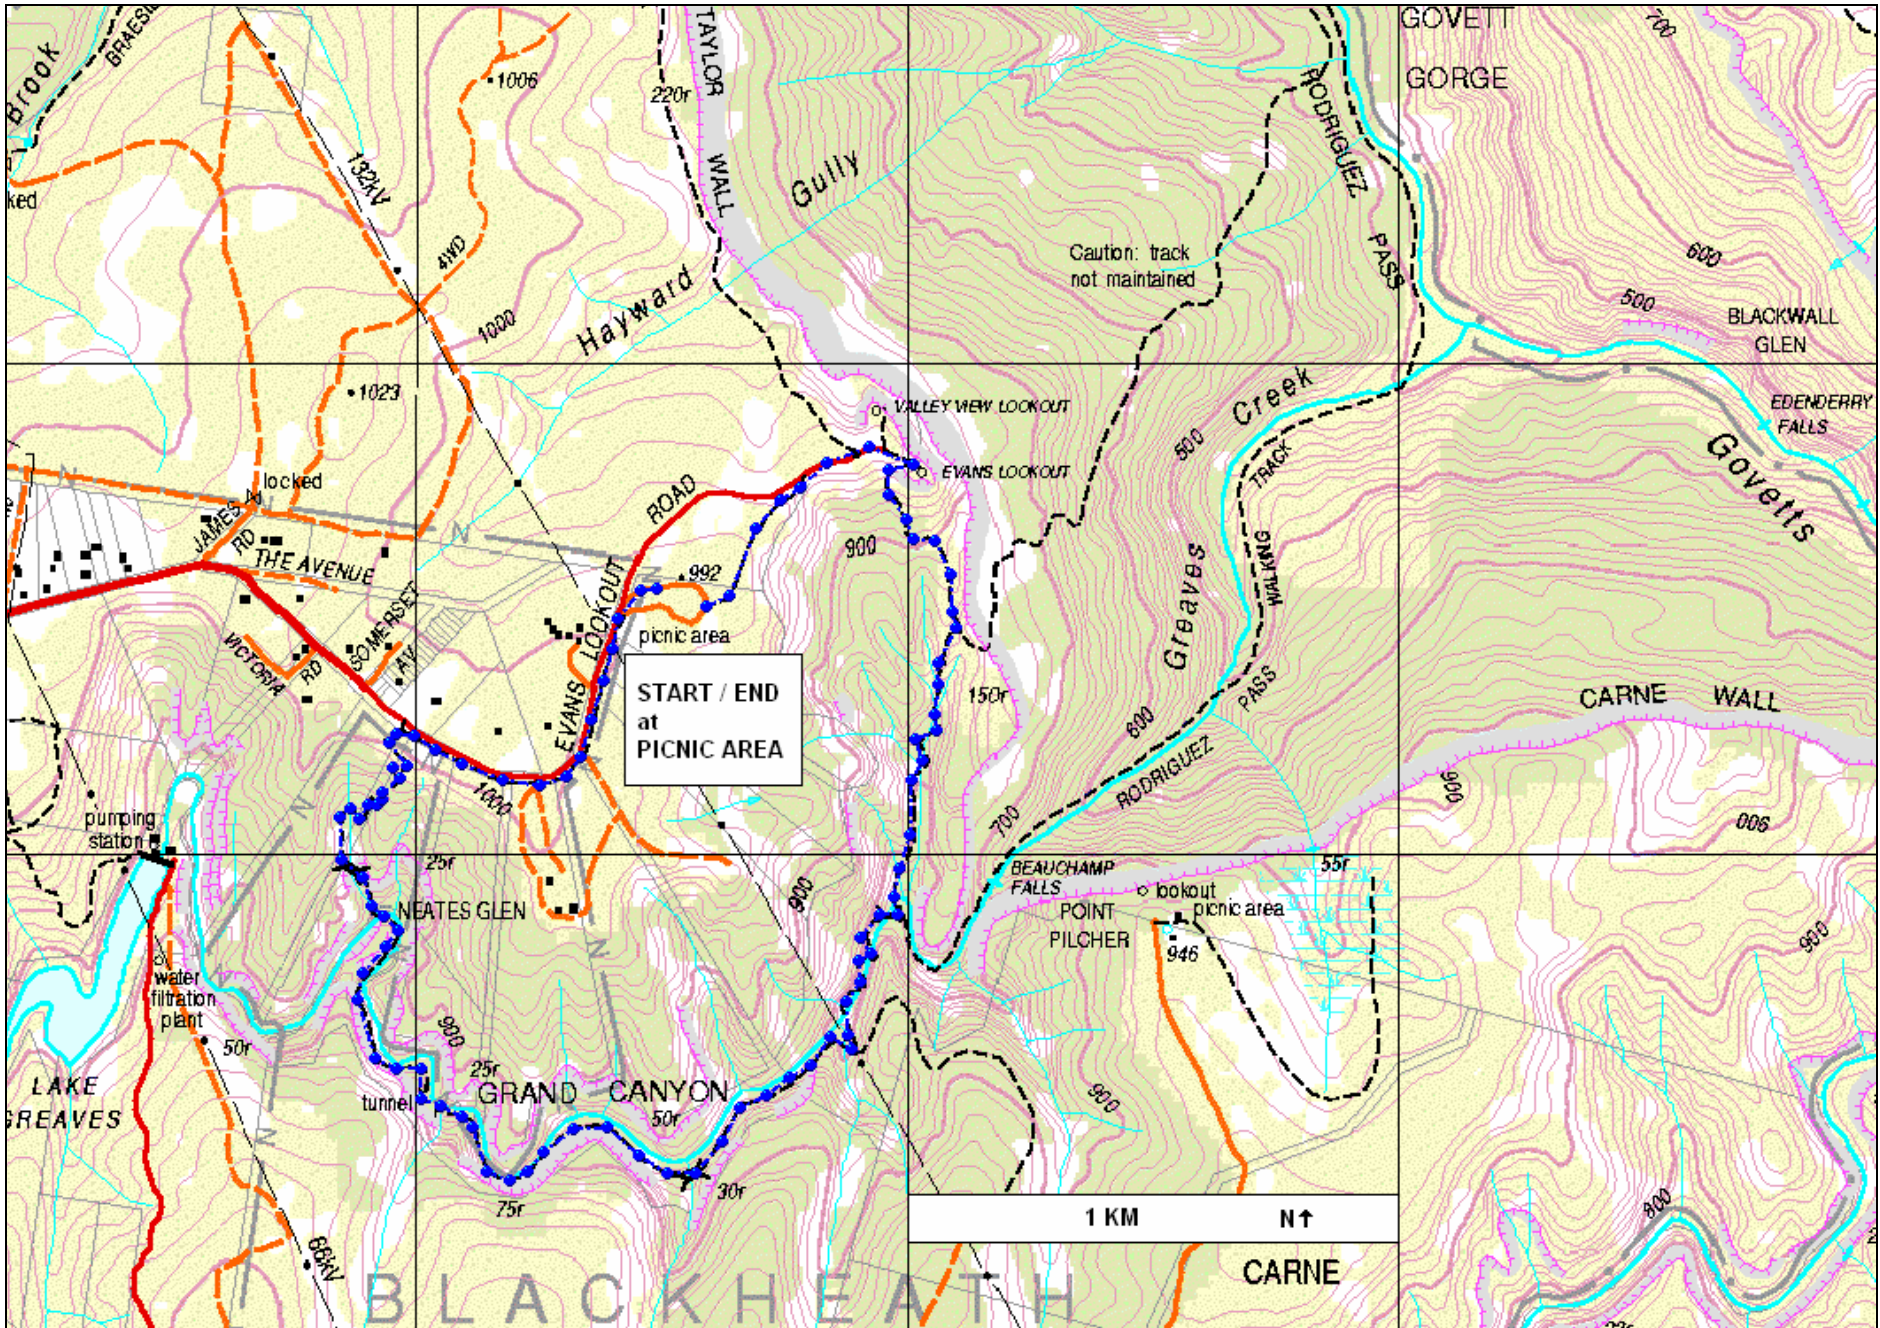 GOVETT
GORGE
700
TAYLOR
WALL
Brook
1006
220r
RODRIGUEZ
PASS
132kV
4WD
Gully
ked
Hayward
Caution: track
not maintained
600
500
BLACKWALL
GLEN
1000
1023
EDENDERRY
FALLS
Govetts
VALLEY VIEW LOOKOUT
EVANS LOOKOUT
Creek
500
Greaves
TRACK
WALKING
PASS
RODRIGUEZ
N
locked
JAMES
RD
THE AVENUE
N
ROAD
LOOKOUT
EVANS
N
992
900
picnic area
SOMERSET
AV
VICTORIA
RD
START / END
at
PICNIC AREA
150r
600
CARNE WALL
900
900
1000
N
N
pumping
station
25r
700
BEAUCHAMP
FALLS
55r
lookout
picnic area
POINT
PILCHER
946
900
NEATES GLEN
900
N
N
water
filtration
plant
50r
900
25r
GRAND CANYON
50r
tunnel
LAKE
GREAVES
900
N
75r
30r
1 KM N↑
800
66kV
CARNE
BLACKHEATH